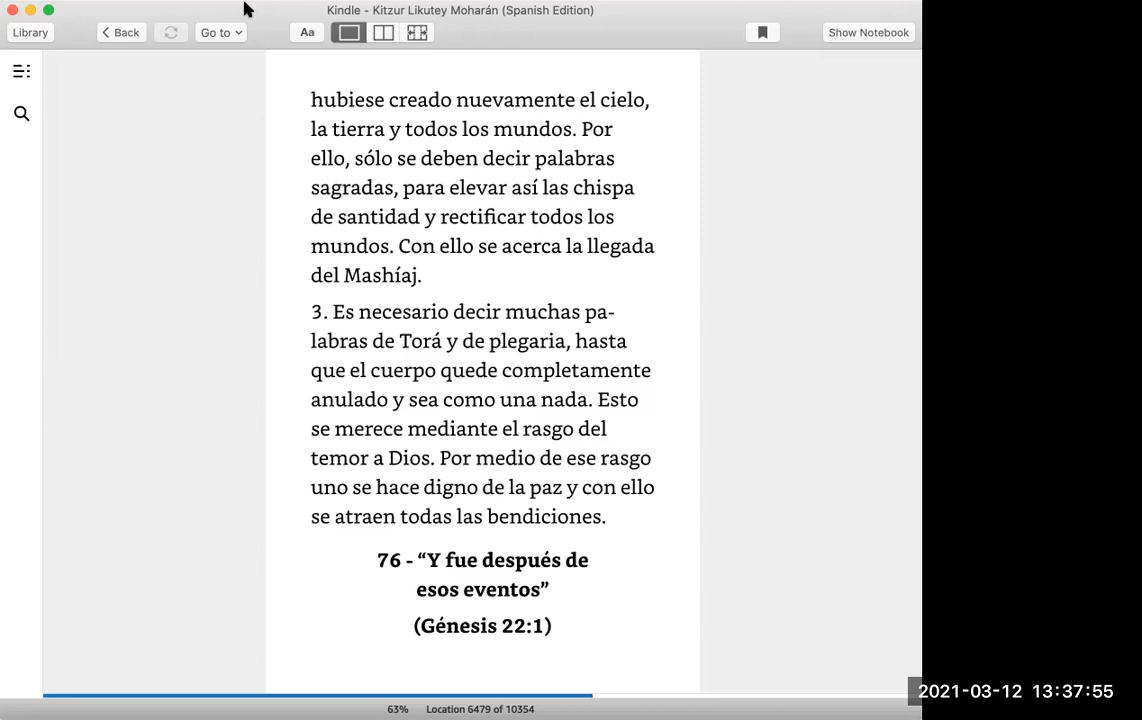 Kindle - Kitzur Likutey Moharán (Spanish Edition)
Library
Back
Go to
Aa
Show Notebook
hubiese creado nuevamente el cielo,
la tierra y todos los mundos. Por
ello, sólo se deben decir palabras
sagradas, para elevar así las chispa
de santidad y rectificar todos los
mundos. Con ello se acerca la llegada
del Mashíaj.
3. Es necesario decir muchas pa-
labras de Torá y de plegaria, hasta
que el cuerpo quede completamente
anulado y sea como una nada. Esto
se merece mediante el rasgo del
temor a Dios. Por medio de ese rasgo
uno se hace digno de la paz y con ello
se atraen todas las bendiciones.
76 - “Y fue después de
esos eventos”
(Génesis 22:1)
63% Location 6479 of 10354
2021-03-12 13:37:55